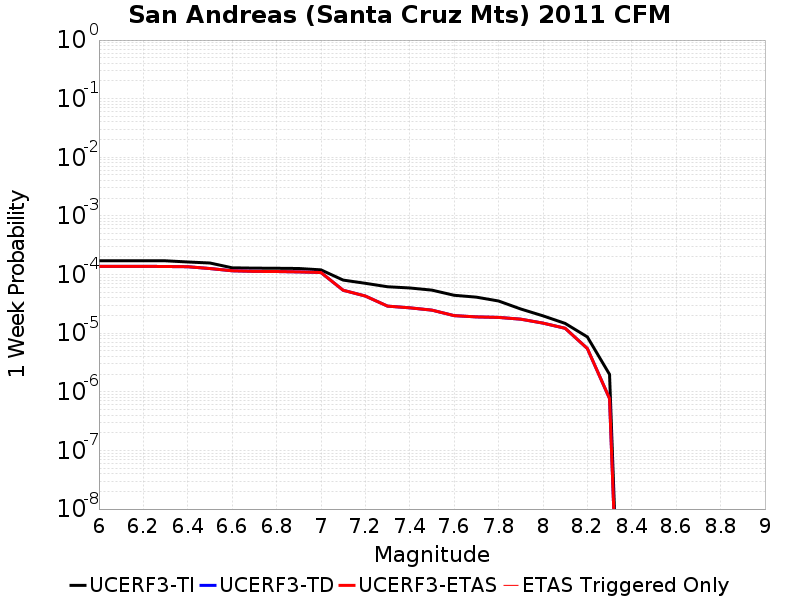 San Andreas (Santa Cruz Mts) 2011 CFM
1 Week Probability
10^0
10^-1
10^-2
10^-3
10^-4
10^-5
10^-6
10^-7
10^-8
6 6.2 6.4 6.6 6.8 7 7.2 7.4 7.6 7.8 8 8.2 8.4 8.6 8.8 9
Magnitude
UCERF3-TI UCERF3-TD UCERF3-ETAS ETAS Triggered Only